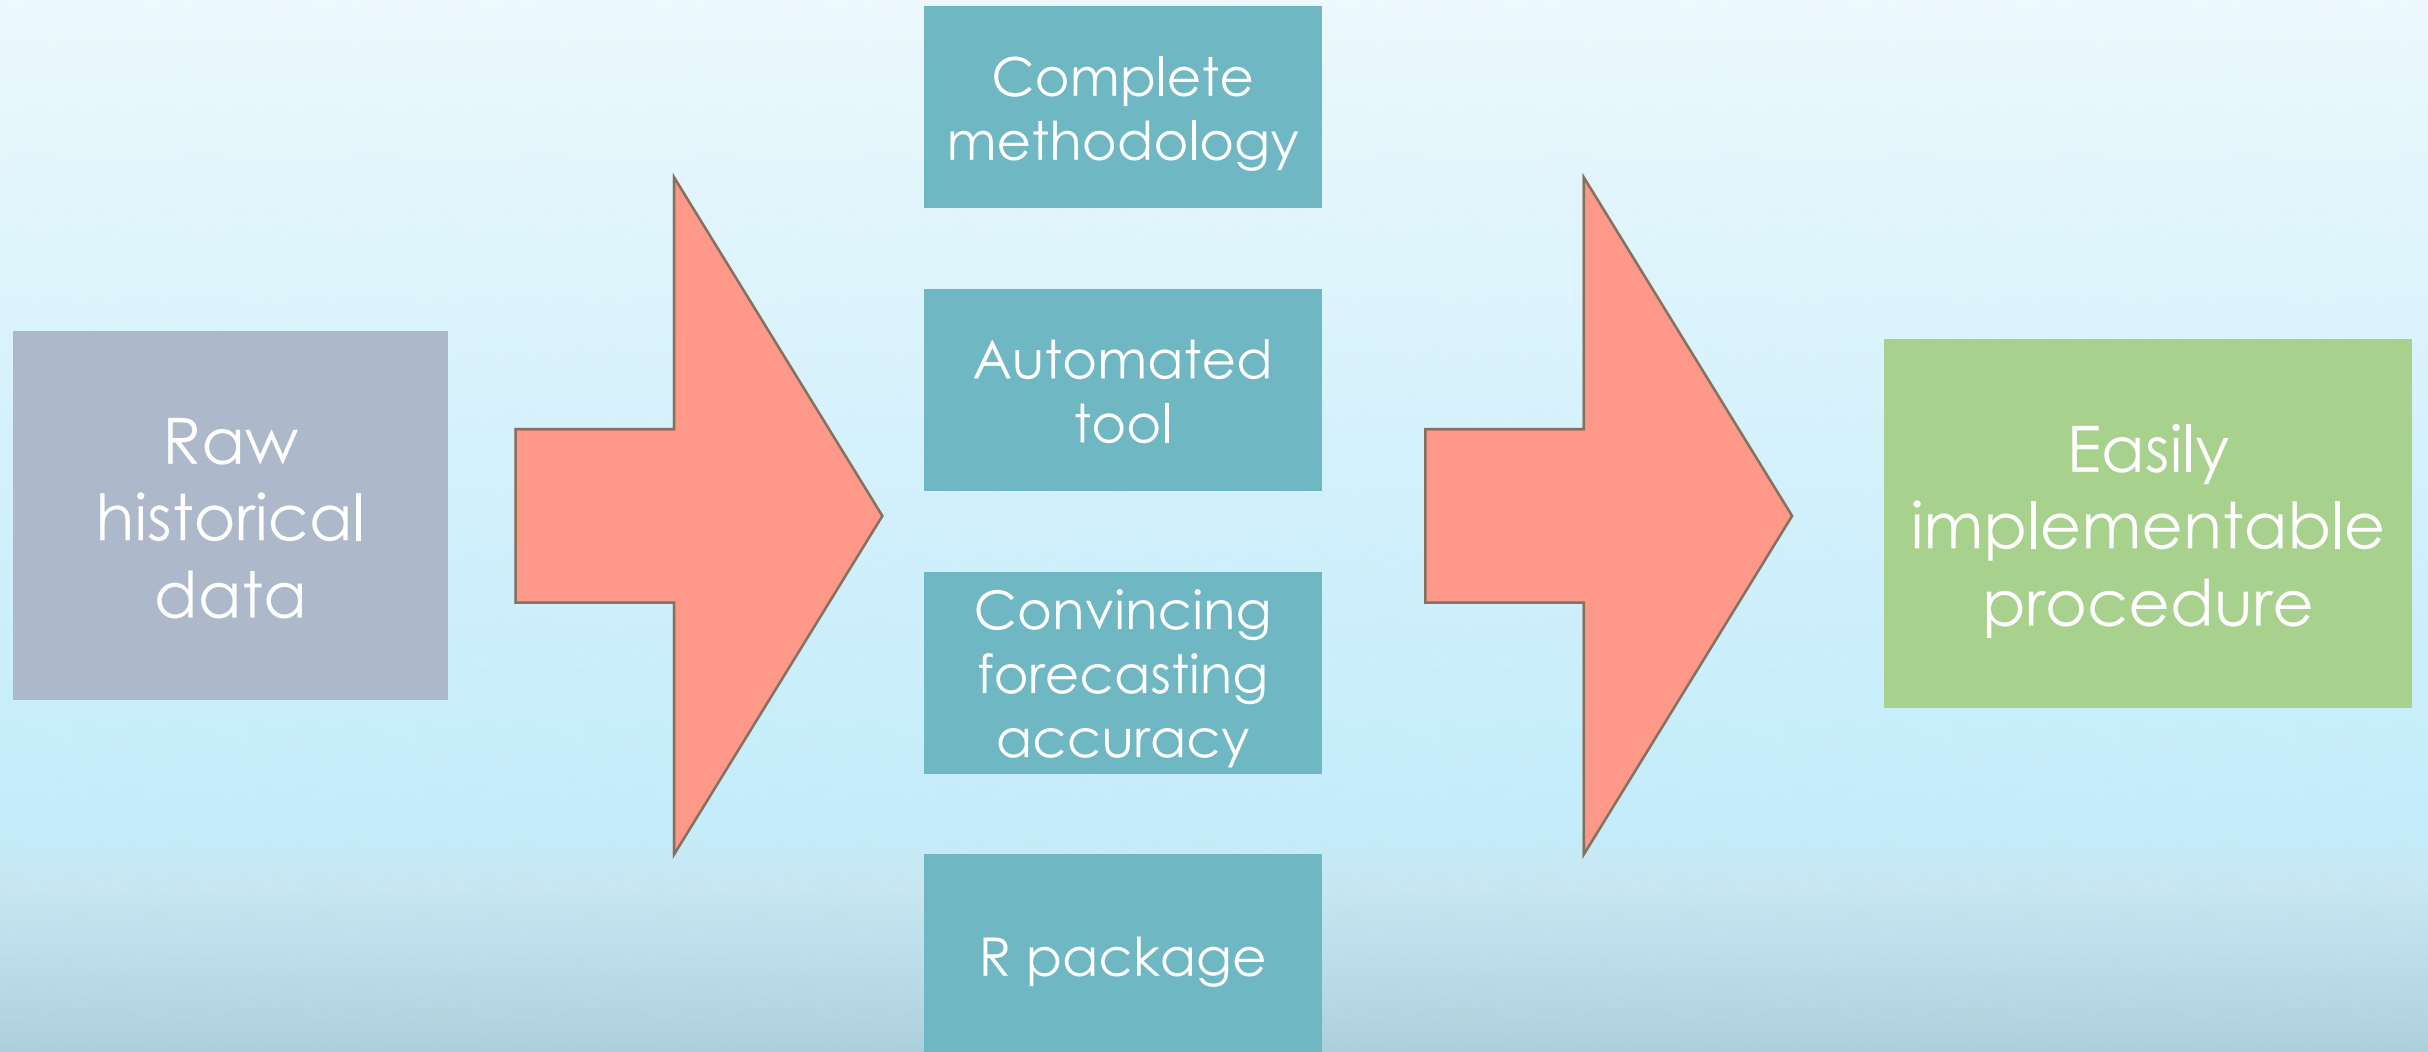 Raw
historical
data
Complete
methodology
Automated
tool
Convincing
forecasting
accuracy
R package
Easily
implementable
procedure